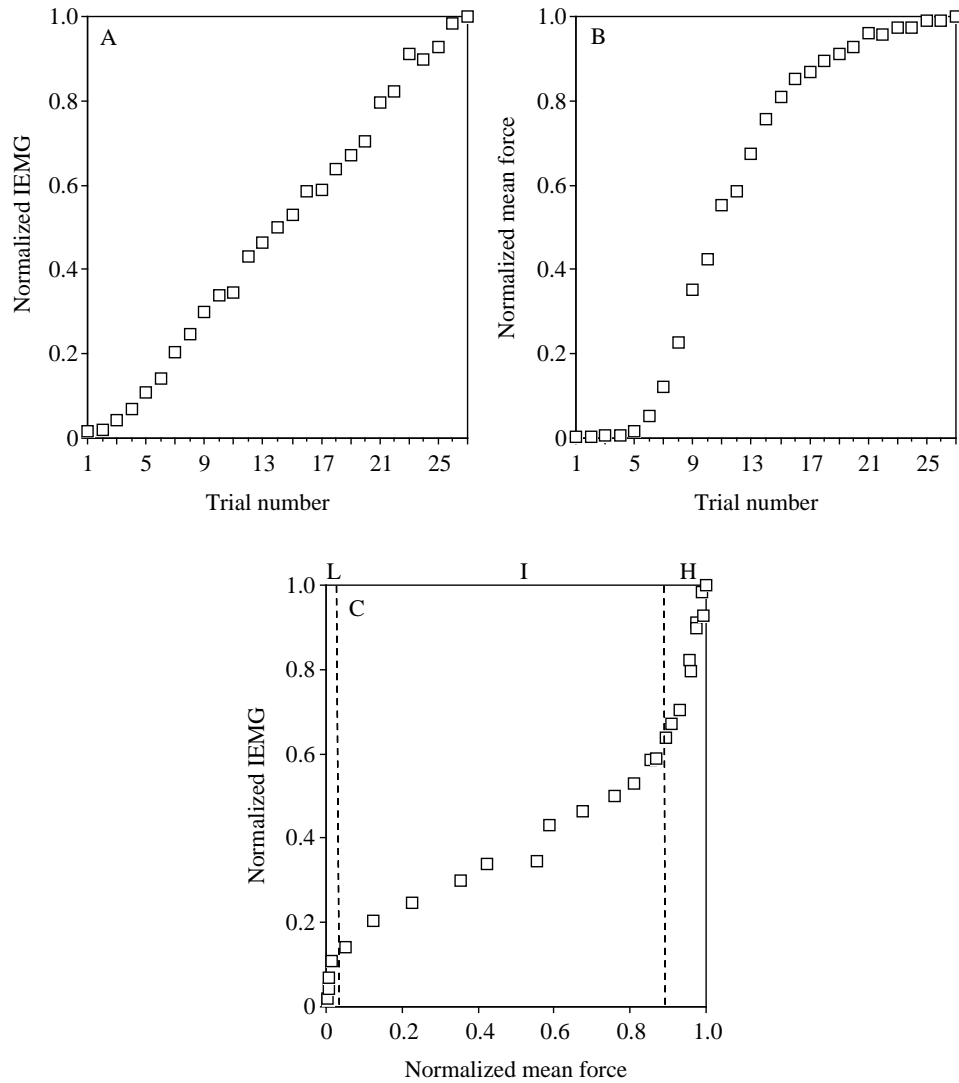 A
1.0
0.8
0.6
0.4
0.2
0
Normalized IEMG
1 5 9 13 17 21 25
Trial number
B
1.0
0.8
0.6
0.4
0.2
0
Normalized mean force
1 5 9 13 17 21 25
Trial number
L I H
C
1.0
0.8
0.6
0.4
0.2
0
Normalized IEMG
0 0.2 0.4 0.6 0.8 1.0
Normalized mean force